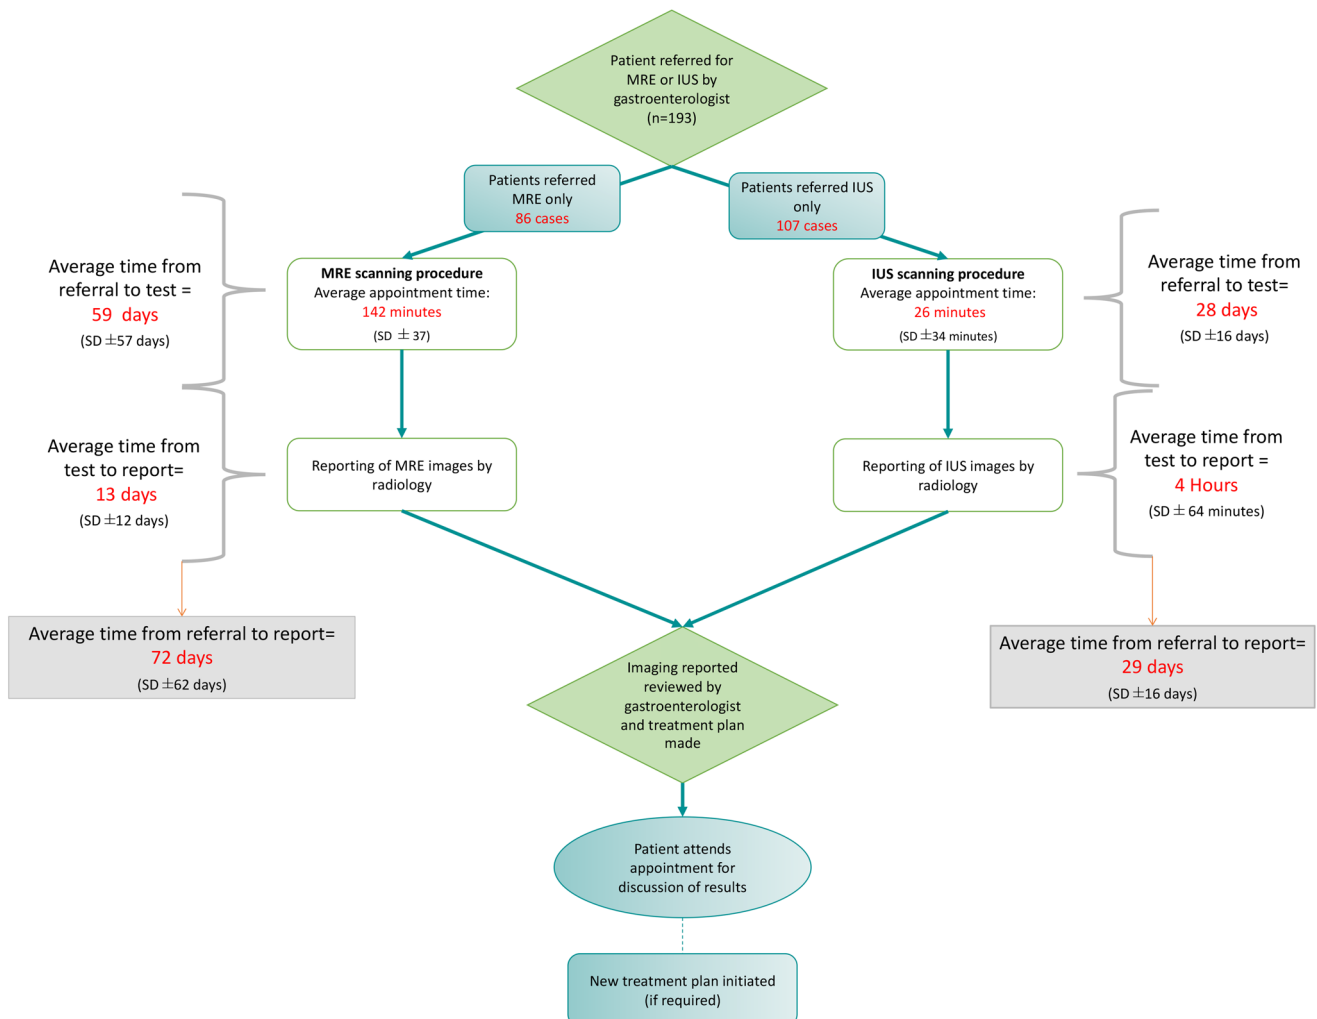 Patient referred for
MRE or IUS by
gastroenterologist
(n=193)
Patients referred
MRE only
86 cases
Patients referred IUS
only
107 cases
Average time from
referral to test =
59 days
(SD ±57 days)
MRE scanning procedure
Average appointment time:
142 minutes
(SD ± 37)
IUS scanning procedure
Average appointment time:
26 minutes
(SD ±34 minutes)
Average time from
referral to test=
28 days
(SD ±16 days)
Average time from
test to report=
13 days
(SD ±12 days)
Reporting of MRE images by
radiology
Reporting of IUS images by
radiology
Average time from
test to report =
4 Hours
(SD ± 64 minutes)
Average time from referral to report=
72 days
(SD ±62 days)
Average time from referral to report=
29 days
(SD ±16 days)
Imaging reported
reviewed by
gastroenterologist
and treatment plan
made
Patient attends
appointment for
discussion of results
New treatment plan initiated
(if required)